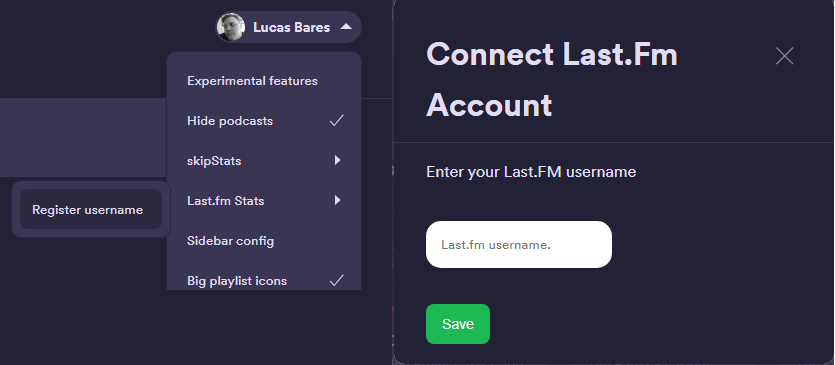 Lucas Bares
Experimental features
Hide podcasts
skipStats
Last.fm Stats
Register username
Sidebar config
Big playlist icons
Connect Last.Fm
Account
Enter your Last.FM username
Last.fm username.
Save